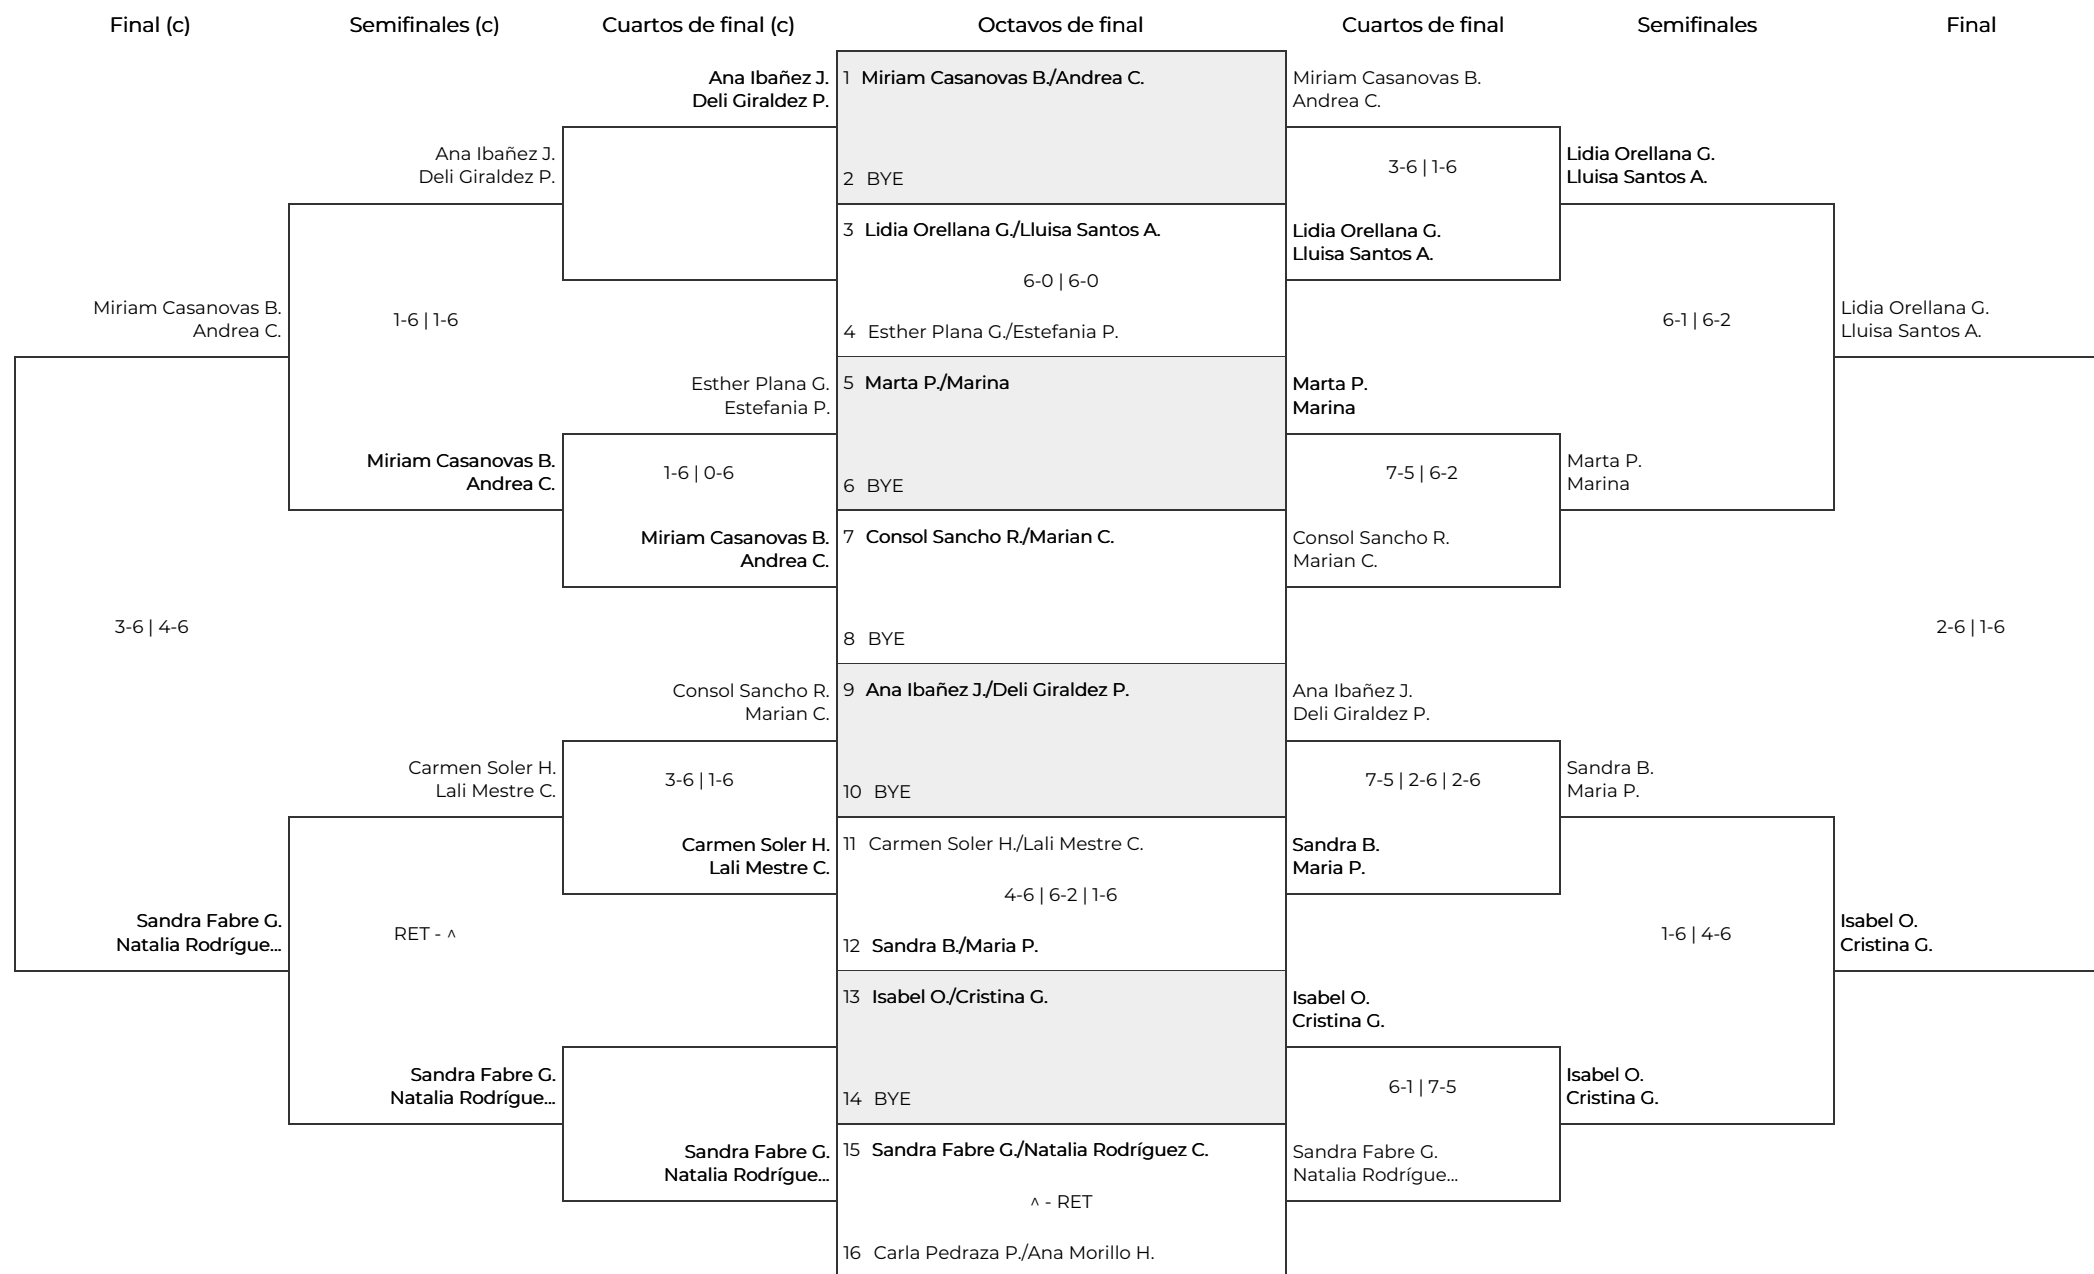 Final (c)
Semifinales (c)
Cuartos de final (c)
Octavos de final
Cuartos de final
Semifinales
Final
Miriam Casanovas B.
Andrea C.
3-6 | 4-6
Sandra Fabre G.
Natalia Rodrígue...
Ana Ibañez J.
Deli Giraldez P.
1-6 | 1-6
Miriam Casanovas B.
Andrea C.
Carmen Soler H.
Lali Mestre C.
RET - ^
Sandra Fabre G.
Natalia Rodrígue...
Ana Ibañez J.
Deli Giraldez P.
Esther Plana G.
Estefania P.
1-6 | 0-6
Miriam Casanovas B.
Andrea C.
Consol Sancho R.
Marian C.
3-6 | 1-6
Carmen Soler H.
Lali Mestre C.
Sandra Fabre G.
Natalia Rodrígue...
1 Miriam Casanovas B./Andrea C.
2 BYE
3 Lidia Orellana G./Lluisa Santos A.
6-0 | 6-0
4 Esther Plana G./Estefania P.
5 Marta P./Marina
6 BYE
7 Consol Sancho R./Marian C.
8 BYE
9 Ana Ibañez J./Deli Giraldez P.
10 BYE
11 Carmen Soler H./Lali Mestre C.
4-6 | 6-2 | 1-6
12 Sandra B./Maria P.
13 Isabel O./Cristina G.
14 BYE
15 Sandra Fabre G./Natalia Rodríguez C.
^ - RET
16 Carla Pedraza P./Ana Morillo H.
Miriam Casanovas B.
Andrea C.
3-6 | 1-6
Lidia Orellana G.
Lluisa Santos A.
Marta P.
Marina
7-5 | 6-2
Consol Sancho R.
Marian C.
Ana Ibañez J.
Deli Giraldez P.
7-5 | 2-6 | 2-6
Sandra B.
Maria P.
Isabel O.
Cristina G.
6-1 | 7-5
Sandra Fabre G.
Natalia Rodrígue...
Lidia Orellana G.
Lluisa Santos A.
6-1 | 6-2
Marta P.
Marina
Sandra B.
Maria P.
1-6 | 4-6
Isabel O.
Cristina G.
Lidia Orellana G.
Lluisa Santos A.
2-6 | 1-6
Isabel O.
Cristina G.